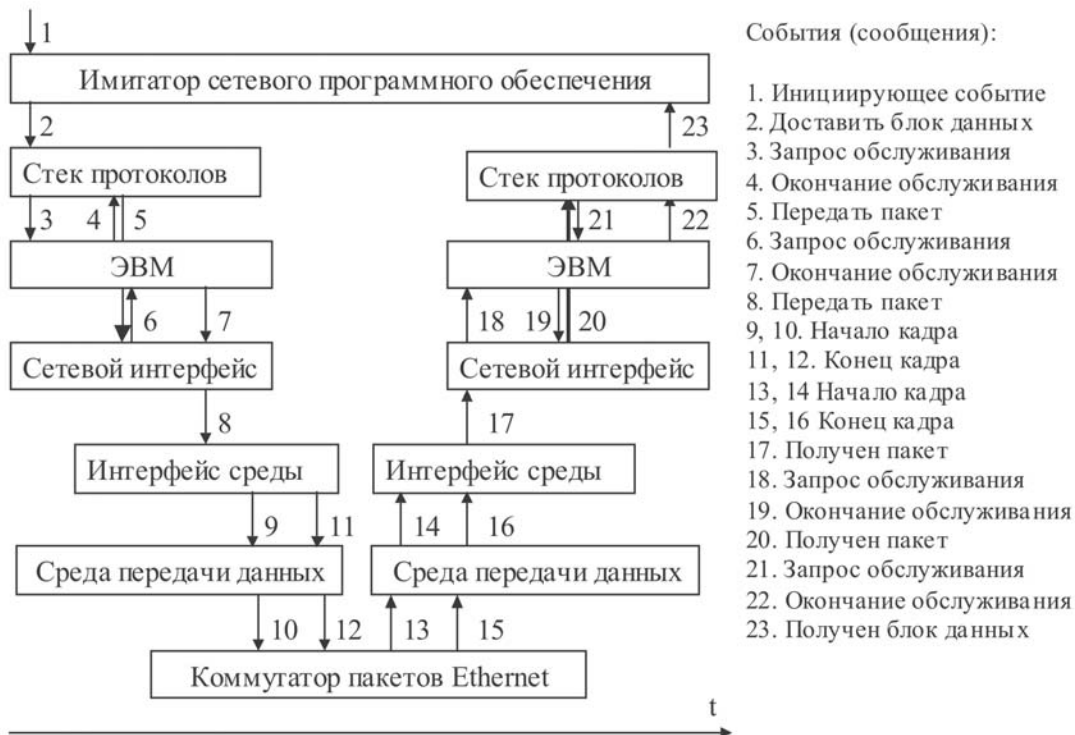 1
Имитатор сетевого программного обеспечения
2
23
Стек протоколов
Стек протоколов
3
4
5
21
22
ЭВМ
ЭВМ
6
7
18
19
20
Сетевой интерфейс
Сетевой интерфейс
8
17
Интерфейс среды
Интерфейс среды
9
11
14
16
Среда передачи данных
Среда передачи данных
10
12
13
15
Коммутатор пакетов Ethernet
t
События (сообщения):
1. Инициирующее событие
2. Доставить блок данных
3. Запрос обслуживания
4. Окончание обслуживания
5. Передать пакет
6. Запрос обслуживания
7. Окончание обслуживания
8. Передать пакет
9, 10. Начало кадра
11, 12. Конец кадра
13, 14 Начало кадра
15, 16 Конец кадра
17. Получен пакет
18. Запрос обслуживания
19. Окончание обслуживания
20. Получен пакет
21. Запрос обслуживания
22. Окончание обслуживания
23. Получен блок данных